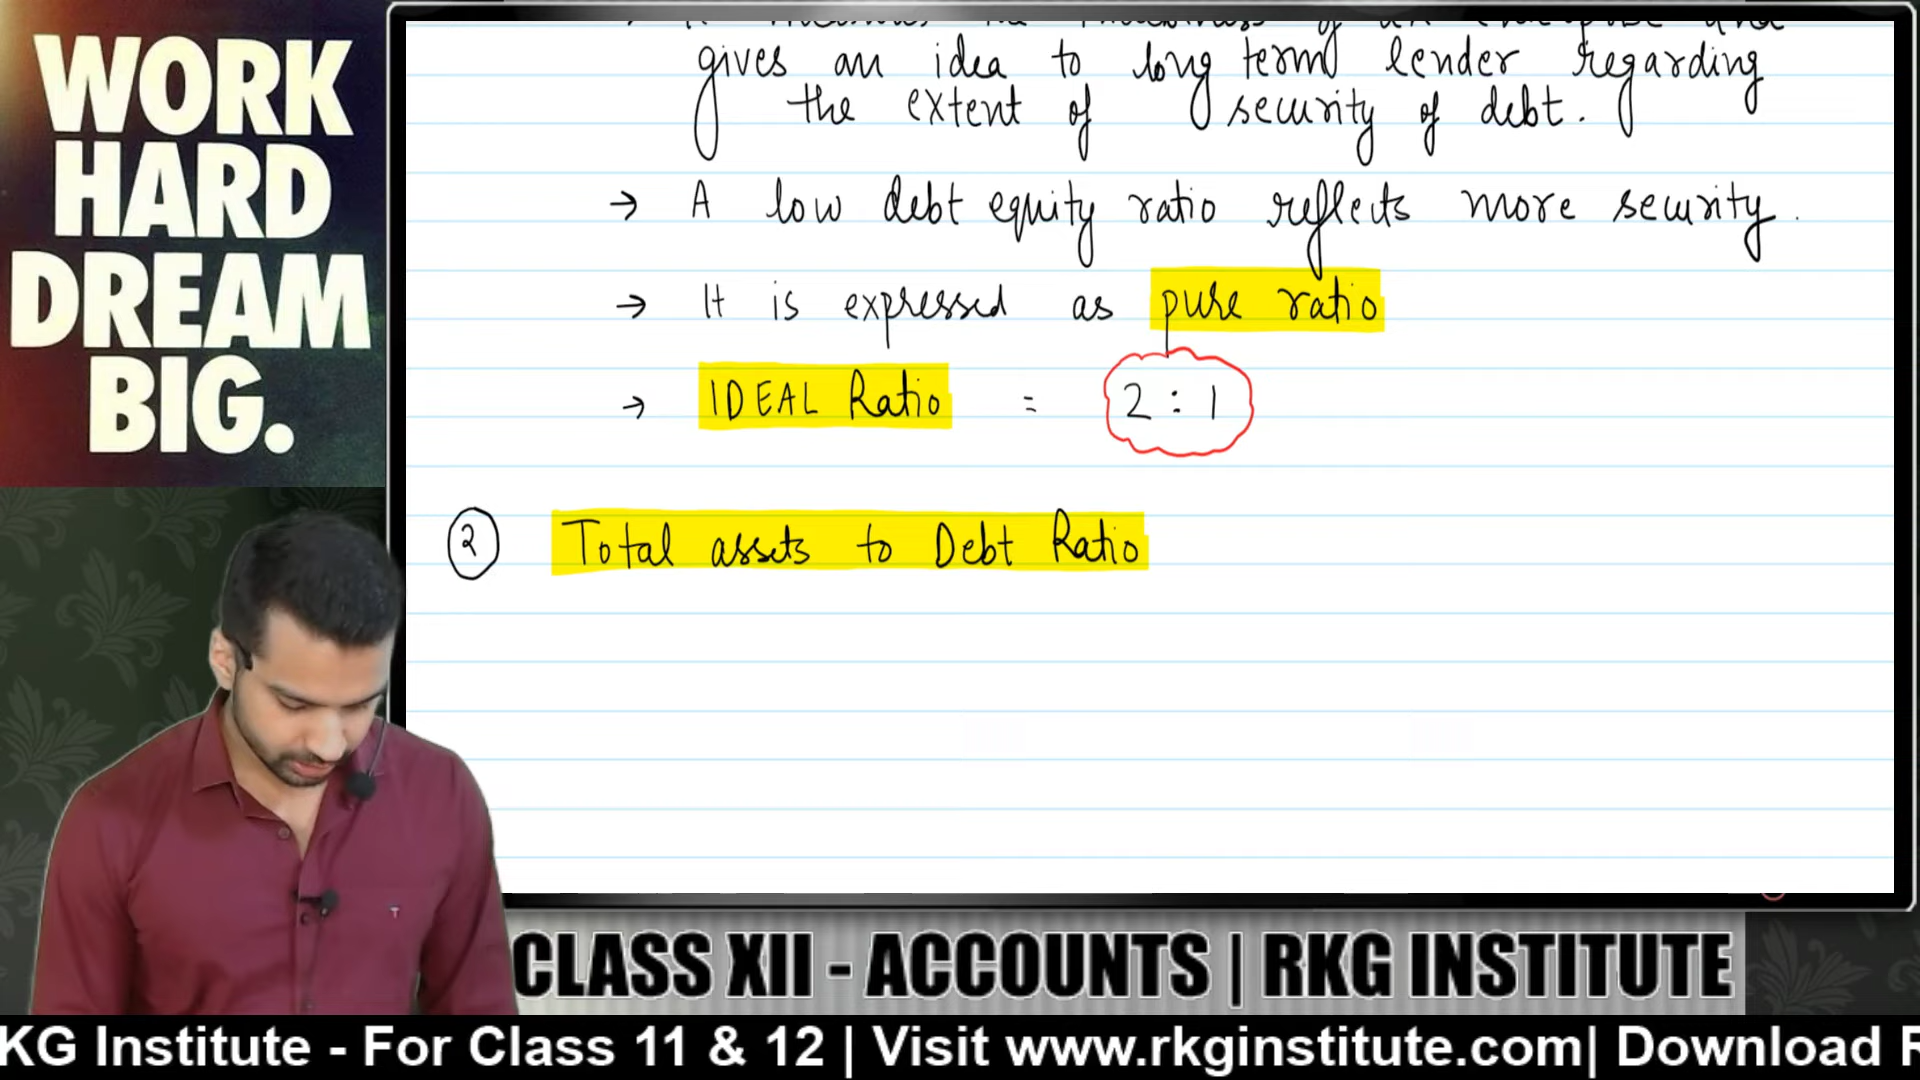 WORK
HARD
DREAM
BIG.
gives an idea to long term lender regarding
the extent of security of debt.
→ A low debt equity ratio reflects more security.
→ It is expressed as pure ratio
→ IDEAL Ratio = 2 : 1
2 Total assets to Debt Ratio
CLASS XII - ACCOUNTS | RKG INSTITUTE
KG Institute - For Class 11 & 12 | Visit www.rkginstitute.com| Download R